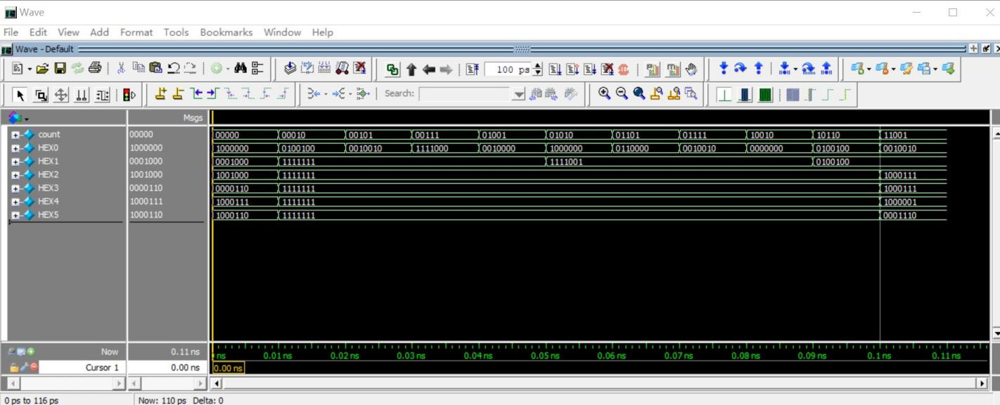 Wave
File Edit View Add Format Tools Bookmarks Window Help
Wave - Default
100 ps
Search:
Msgs
count 00000 00000 00010 00101 00111 01001 01010 01101 01111 10010 10110 11001
HEX0 1000000 1000000 0100100 0010010 1111000 0010000 1000000 0110000 0010010 0000000 0100100 0010010
HEX1 0001000 0001000 1111111 1111001 0100100
HEX2 1001000 1001000 1111111 1000111
HEX3 0000110 0000110 1111111 1000111
HEX4 1000111 1000111 1111111 1000001
HEX5 1000110 1000110 1111111 0001110
Now 0.11 ns ns 0.01 ns 0.02 ns 0.03 ns 0.04 ns 0.05 ns 0.06 ns 0.07 ns 0.08 ns 0.09 ns 0.1 ns 0.11 ns
Cursor 1 0.00 ns 0.00 ns
0 ps to 116 ps Now: 110 ps Delta: 0